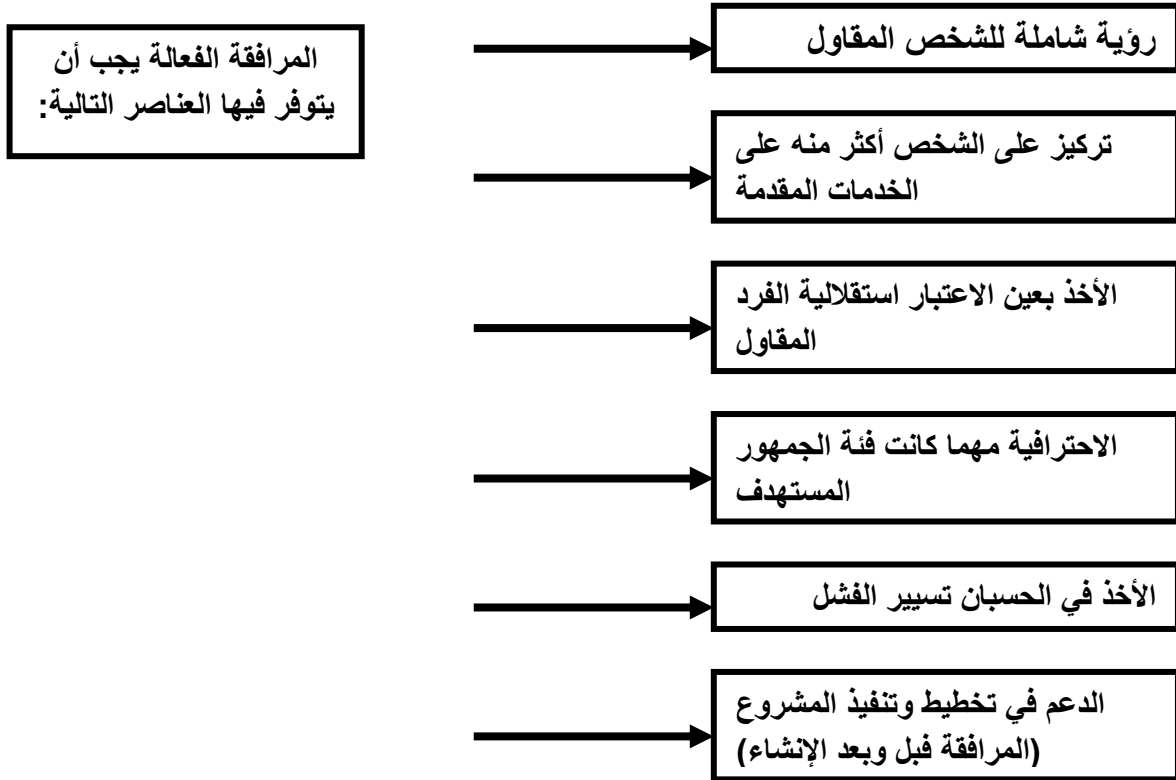 المرافقة الفعالة يجب أن
يتوفر فيها العناصر التالية:
رؤية شاملة للشخص المقاول
تركيز على الشخص أكثر منه على
الخدمات المقدمة
الأخذ بعين الاعتبار استقلالية الفرد
المقاول
الاحترافية مهما كانت فئة الجمهور
المستهدف
الأخذ في الحسبان تسيير الفشل
الدعم في تخطيط وتنفيذ المشروع
(المرافقة فبل وبعد الإنشاء)